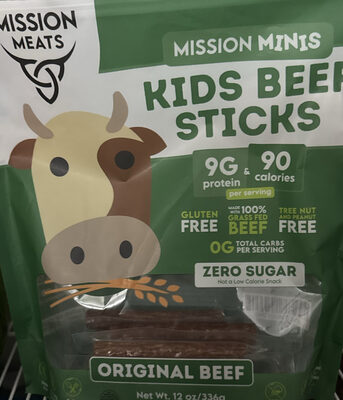 MISSION
MEATS
MISSION MINIS
KIDS BEEF
STICKS
9G
protein
&
90
calories
per serving
GLUTEN
FREE
MADE
WITH 100%
GRASS FED
BEEF
TREE NUT
AND PEANUT
FREE
0G TOTAL CARBS
PER SERVING
ZERO SUGAR
Not a Low Calorie Snack
ORIGINAL BEEF
Net Wt. 12 oz/336g